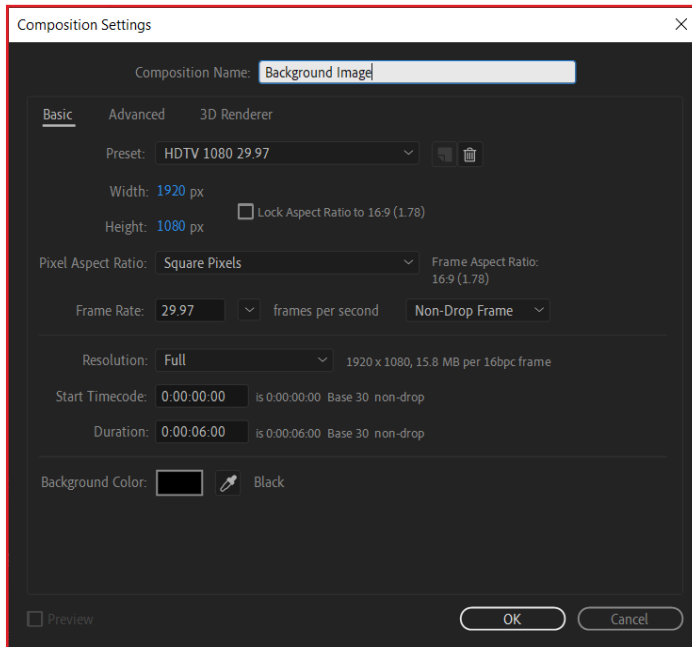 Composition Settings
Composition Name: Background Image
Basic Advanced 3D Renderer
Preset: HDTV 1080 29.97
Width: 1920 px
Lock Aspect Ratio to 16:9 (1.78)
Height: 1080 px
Pixel Aspect Ratio: Square Pixels
Frame Aspect Ratio:
16:9 (1.78)
Frame Rate: 29.97 frames per second Non-Drop Frame
Resolution: Full 1920 x 1080, 15.8 MB per 16bpc frame
Start Timecode: 0:00:00:00 is 0:00:00:00 Base 30 non-drop
Duration: 0:00:06:00 is 0:00:06:00 Base 30 non-drop
Background Color: Black
Preview OK Cancel